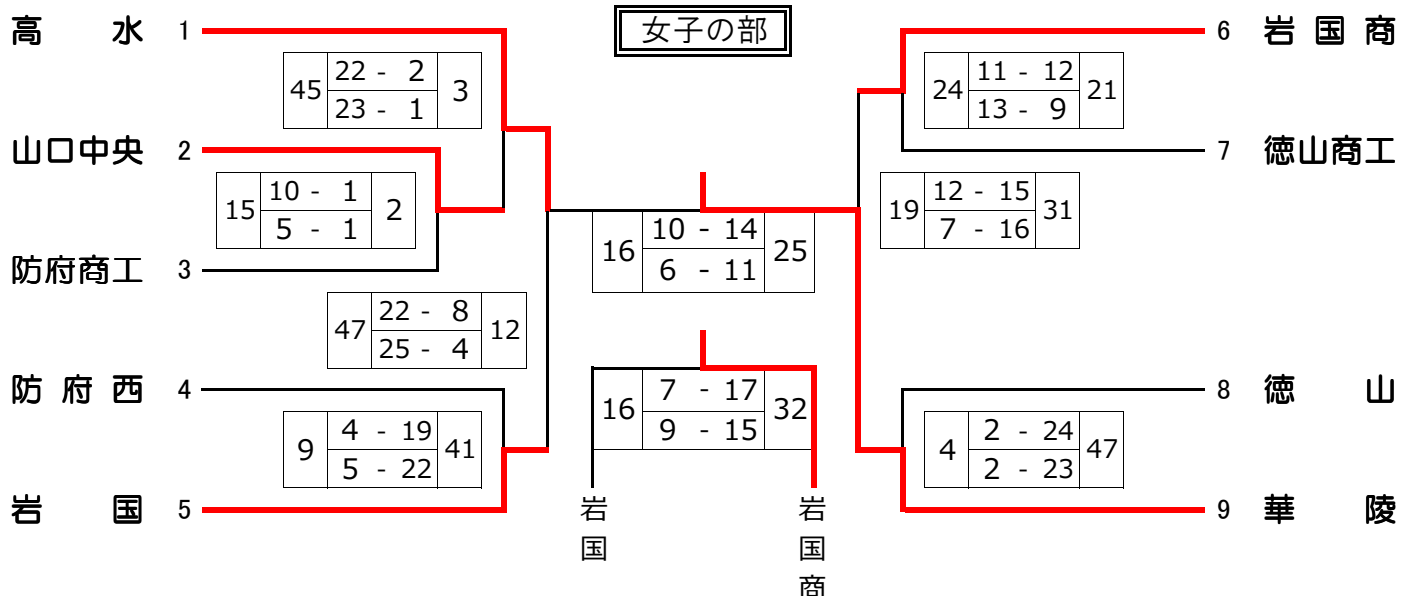 女子の部
高 水 1
45 22 - 2 3
23 - 1
山口中央 2
15 10 - 1 2
5 - 1
防府商工 3
47 22 - 8 12
25 - 4
防府西 4
9 4 - 19 41
5 - 22
岩 国 5
16 10 - 14 25
6 - 11
16 7 - 17 32
9 - 15
岩国
岩国商
6 岩国商
24 11 - 12 21
13 - 9
7 徳山商工
19 12 - 15 31
7 - 16
8 徳 山
4 2 - 24 47
2 - 23
9 華 陵